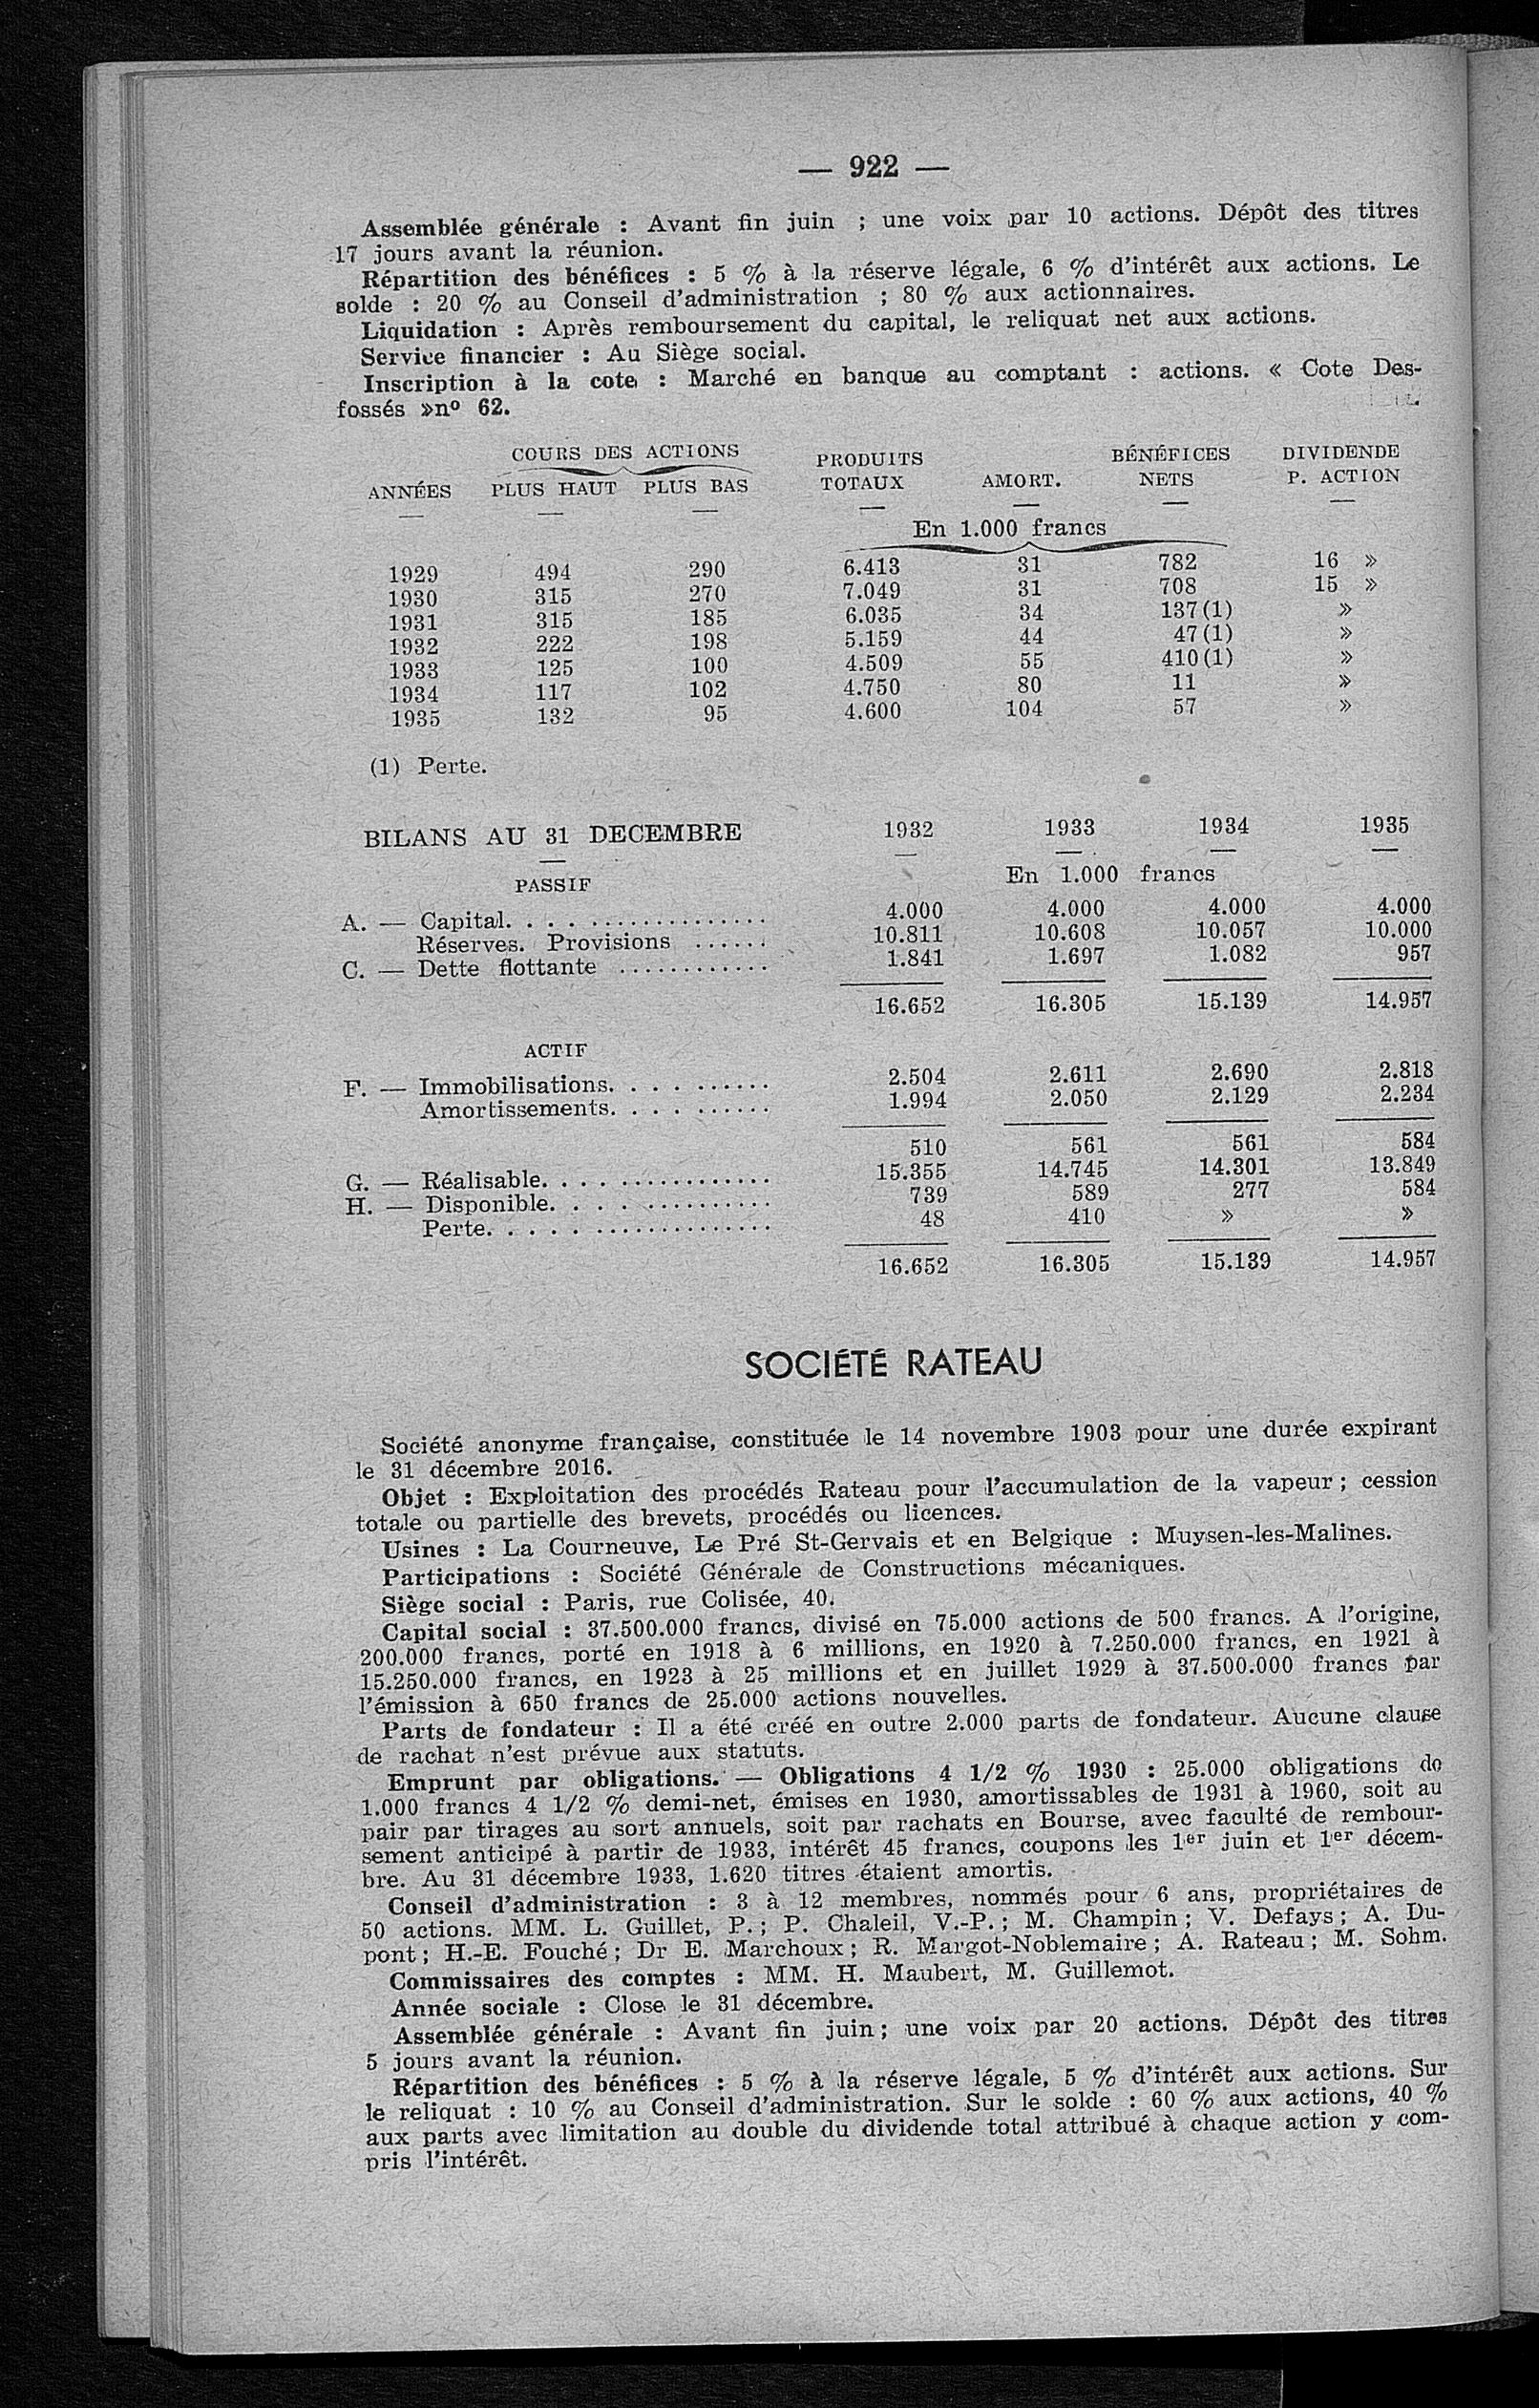 — 922 —
Assemblée générale : Avant fin juin ; une voix par 10 actions. Dépôt des titres
17 jours avant la réunion.
Répartition des bénéfices : 5 % à la réserve légale, 6 % d'intérêt aux actions. Le
solde : 20 % au Conseil d'administration ; 80 % aux actionnaires.
Liquidation : Après remboursement du capital, le reliquat net aux actions.
Service financier : Au Siège social.
Inscription à la cote : Marché en banque au comptant : actions. « Cote Des-
fossés » nº 62.
COURS DES ACTIONS PRODUITS BÉNÉFICES DIVIDENDE
ANNÉES PLUS HAUT PLUS BAS TOTAUX AMORT. NETS P. ACTION
En 1.000 francs
1929 494 290 6.413 31 782 16 »
1930 315 270 7.049 31 708 15 »
1931 315 185 6.035 34 137 (1) »
1932 222 198 5.159 44 47 (1) »
1933 125 100 4.509 55 410 (1) »
1934 117 102 4.750 80 11 »
1935 132 95 4.600 104 57 »
(1) Perte.
BILANS AU 31 DECEMBRE 1932 1933 1934 1935
PASSIF En 1.000 francs
A. — Capital. . . . . . . . . . . . . . . . . . 4.000 4.000 4.000 4.000
Réserves. Provisions . . . . . . 10.811 10.608 10.057 10.000
C. — Dette flottante . . . . . . . . . . . . 1.841 1.697 1.082 957
16.652 16.305 15.139 14.957
ACTIF
F. — Immobilisations. . . . . . . . . . 2.504 2.611 2.690 2.818
Amortissements. . . . . . . . . . 1.994 2.050 2.129 2.234
510 561 561 584
G. — Réalisable. . . . . . . . . . . . . . . . 15.355 14.745 14.301 13.849
H. — Disponible. . . . . . . . . . . . . . . 739 589 277 584
Perte. . . . . . . . . . . . . . . . . . . 48 410 » »
16.652 16.305 15.139 14.957
SOCIÉTÉ RATEAU
Société anonyme française, constituée le 14 novembre 1903 pour une durée expirant
le 31 décembre 2016.
Objet : Exploitation des procédés Rateau pour l'accumulation de la vapeur ; cession
totale ou partielle des brevets, procédés ou licences.
Usines : La Courneuve, Le Pré St-Gervais et en Belgique : Muysen-les-Malines.
Participations : Société Générale de Constructions mécaniques.
Siège social : Paris, rue Colisée, 40.
Capital social : 37.500.000 francs, divisé en 75.000 actions de 500 francs. A l'origine,
200.000 francs, porté en 1918 à 6 millions, en 1920 à 7.250.000 francs, en 1921 à
15.250.000 francs, en 1923 à 25 millions et en juillet 1929 à 37.500.000 francs par
l'émission à 650 francs de 25.000 actions nouvelles.
Parts de fondateur : Il a été créé en outre 2.000 parts de fondateur. Aucune clause
de rachat n'est prévue aux statuts.
Emprunt par obligations. — Obligations 4 1/2 % 1930 : 25.000 obligations de
1.000 francs 4 1/2 % demi-net, émises en 1930, amortissables de 1931 à 1960, soit au
pair par tirages au sort annuels, soit par rachats en Bourse, avec faculté de rembour-
sement anticipé à partir de 1933, intérêt 45 francs, coupons les 1er juin et 1er décem-
bre. Au 31 décembre 1933, 1.620 titres étaient amortis.
Conseil d'administration : 3 à 12 membres, nommés pour 6 ans, propriétaires de
50 actions. MM. L. Guillet, P. ; P. Chaleil, V.-P. ; M. Champin ; V. Defays ; A. Du-
pont ; H.-E. Fouché ; Dr E. Marchoux ; R. Margot-Noblemaire ; A. Rateau ; M. Sohm.
Commissaires des comptes : MM. H. Maubert, M. Guillemot.
Année sociale : Close le 31 décembre.
Assemblée générale : Avant fin juin ; une voix par 20 actions. Dépôt des titres
5 jours avant la réunion.
Répartition des bénéfices : 5 % à la réserve légale, 5 % d'intérêt aux actions. Sur
le reliquat : 10 % au Conseil d'administration. Sur le solde : 60 % aux actions, 40 %
aux parts avec limitation au double du dividende total attribué à chaque action y com-
pris l'intérêt.